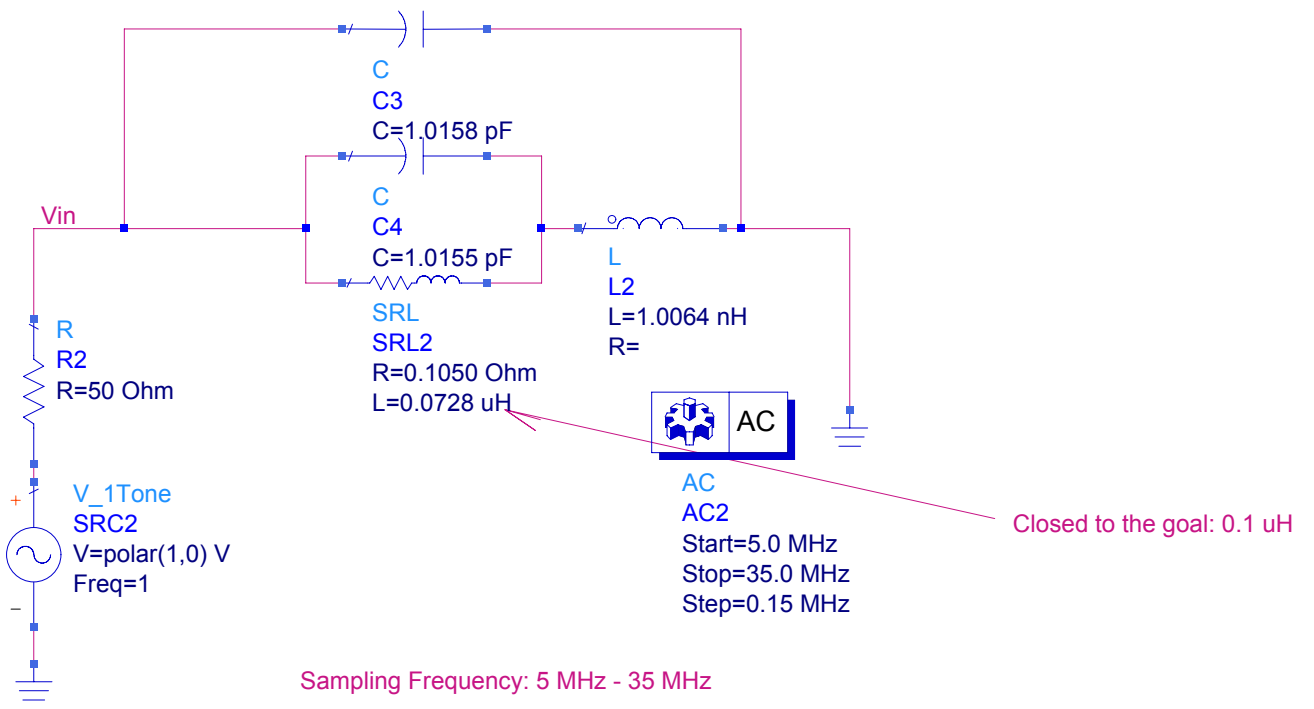 C
C3
C=1.0158 pF
C
C4
C=1.0155 pF
Vin
L
L2
L=1.0064 nH
R=
SRL
SRL2
R=0.1050 Ohm
L=0.0728 uH
R
R2
R=50 Ohm
AC
AC
AC2
Start=5.0 MHz
Stop=35.0 MHz
Step=0.15 MHz
Closed to the goal: 0.1 uH
+
V_1Tone
SRC2
V=polar(1,0) V
Freq=1
−
Sampling Frequency: 5 MHz - 35 MHz